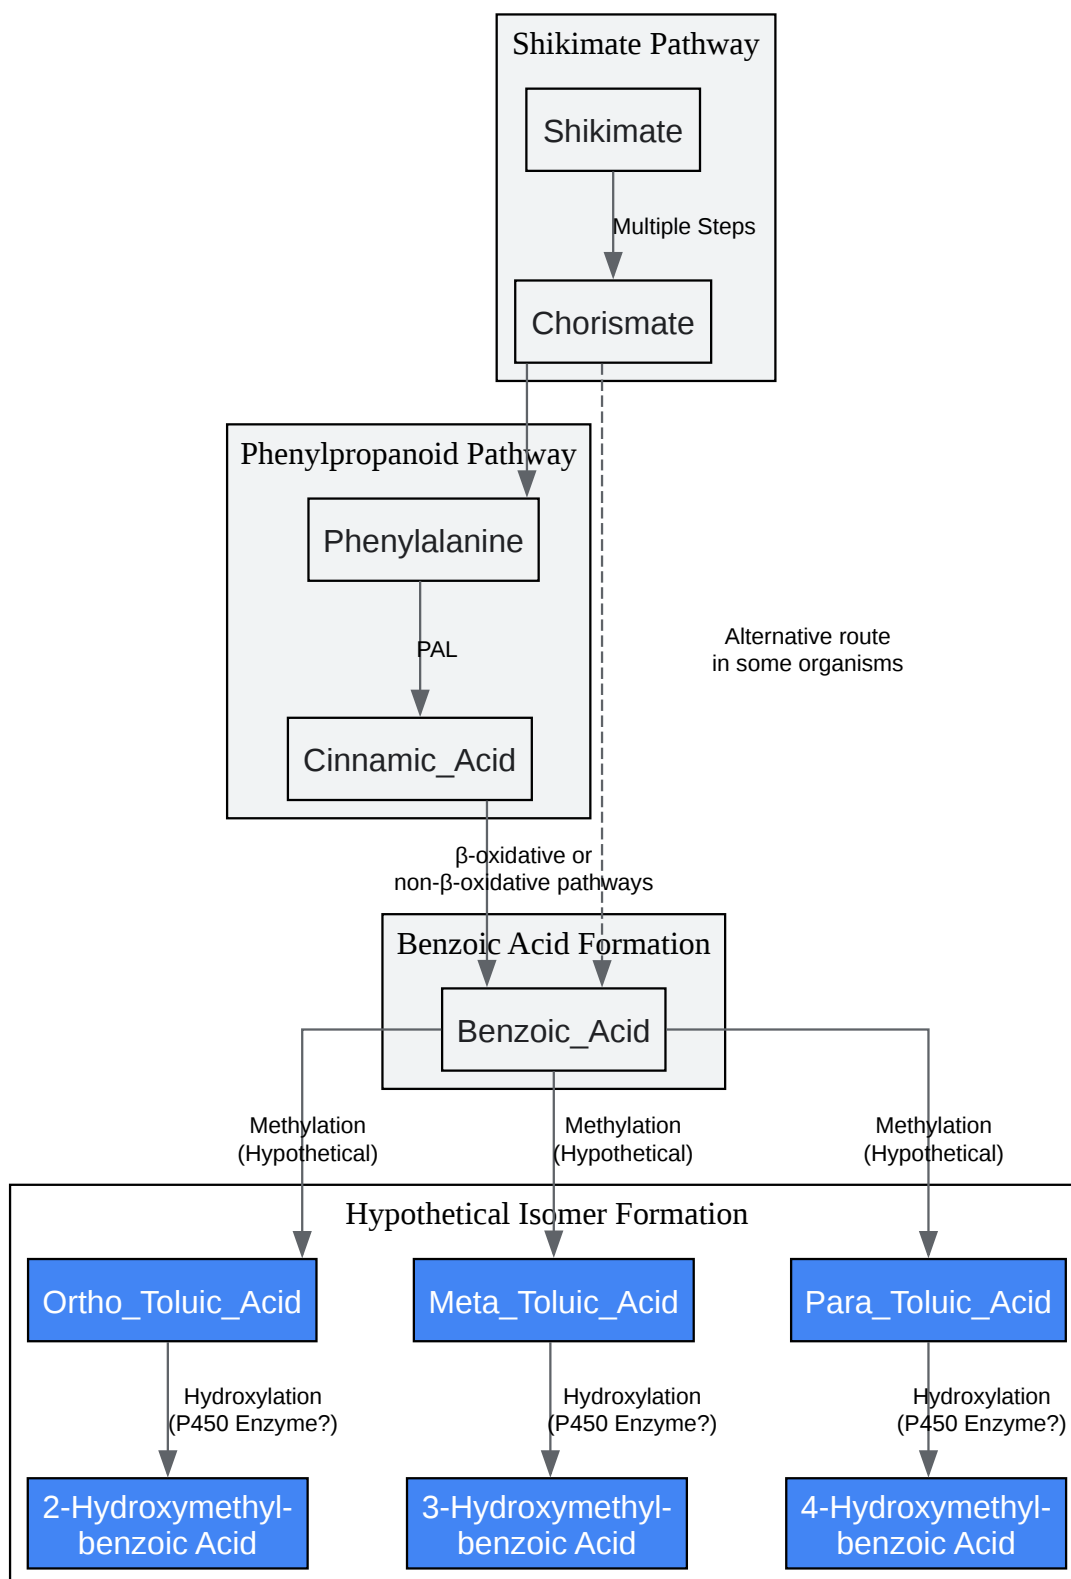 Shikimate Pathway
Shikimate
Multiple Steps
Chorismate
Phenylpropanoid Pathway
Phenylalanine
PAL
Alternative route
in some organisms
Cinnamic_Acid
β-oxidative or
non-β-oxidative pathways
Benzoic Acid Formation
Benzoic_Acid
Methylation
(Hypothetical)
Methylation
(Hypothetical)
Methylation
(Hypothetical)
Hypothetical Isomer Formation
Ortho_Toluic_Acid
Meta_Toluic_Acid
Para_Toluic_Acid
Hydroxylation
(P450 Enzyme?)
Hydroxylation
(P450 Enzyme?)
Hydroxylation
(P450 Enzyme?)
2-Hydroxymethyl-
benzoic Acid
3-Hydroxymethyl-
benzoic Acid
4-Hydroxymethyl-
benzoic Acid